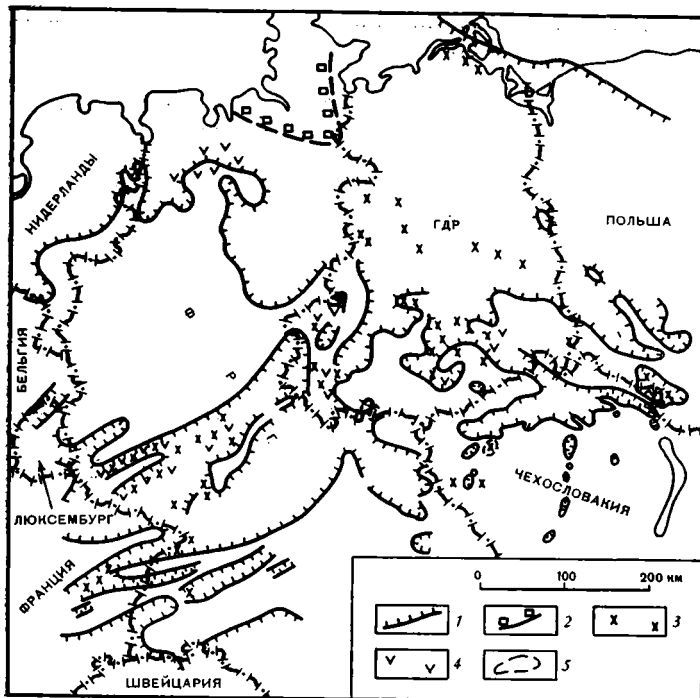 НИДЕРЛАНДЫ
ГДР
ПОЛЬША
БЕЛЬГИЯ
Ф
Р
Г
ЛЮКСЕМБУРГ
ЧЕХОСЛОВАКИЯ
ФРАНЦИЯ
ШВЕЙЦАРИЯ
0 100 200 км
1 2 3
4 5